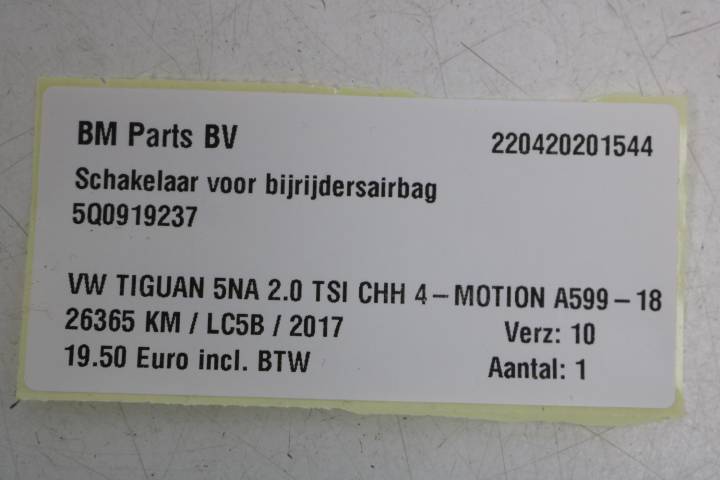 BM Parts BV 220420201544
Schakelaar voor bijrijdersairbag
5Q0919237
VW TIGUAN 5NA 2.0 TSI CHH 4-MOTION A599-18
26365 KM / LC5B / 2017 Verz: 10
19.50 Euro incl. BTW Aantal: 1